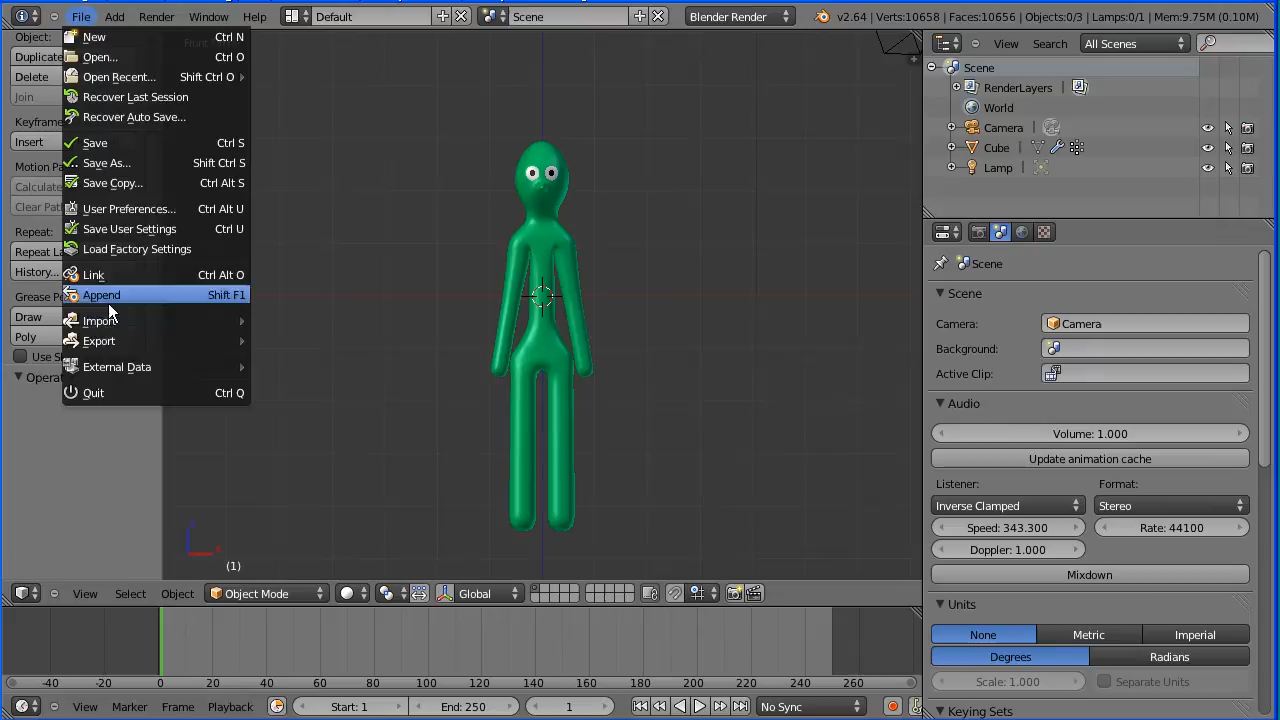 File Add Render Window Help Default Scene Blender Render v2.64 | Verts:10658 | Faces:10656 | Objects:0/3 | Lamps:0/1 | Mem:9.75M (0.10M)
New Ctrl N
Open... Ctrl O
Open Recent... Shift Ctrl O
Recover Last Session
Recover Auto Save...
Save Ctrl S
Save As... Shift Ctrl S
Save Copy... Ctrl Alt S
User Preferences... Ctrl Alt U
Save User Settings Ctrl U
Load Factory Settings
Link Ctrl Alt O
Append Shift F1
Import
Export
External Data
Quit Ctrl Q
Object:
Duplicate
Delete
Join
Keyframe
Insert
Motion Pa
Calculate
Clear Path
Repeat:
Repeat La
History...
Grease Pe
Draw
Poly
Use S
Operat
(1)
View Select Object Object Mode Global
-40 -20 0 20 40 60 80 100 120 140 160 180 200 220 240 260
View Marker Frame Playback Start: 1 End: 250 1 No Sync
View Search All Scenes
Scene
RenderLayers
World
Camera
Cube
Lamp
Scene
Scene
Camera: Camera
Background:
Active Clip:
Audio
Volume: 1.000
Update animation cache
Listener: Format:
Inverse Clamped Stereo
Speed: 343.300 Rate: 44100
Doppler: 1.000
Mixdown
Units
None Metric Imperial
Degrees Radians
Scale: 1.000 Separate Units
Keying Sets